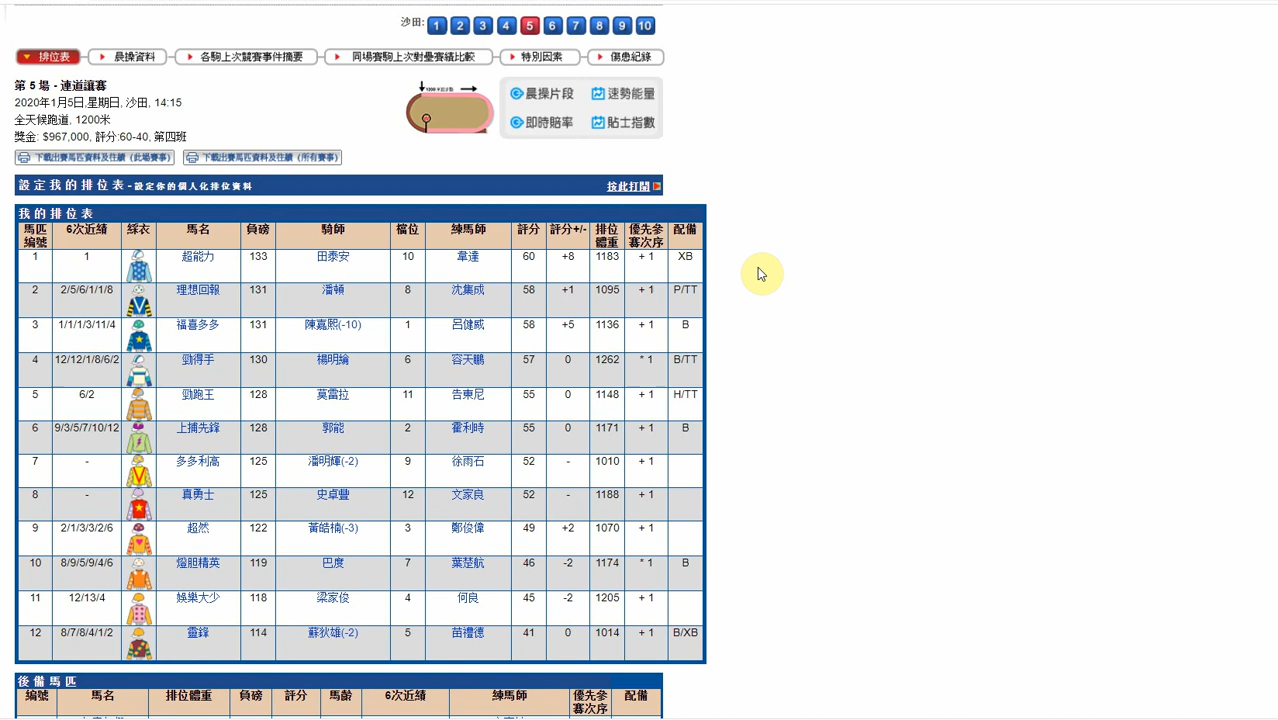 沙田: 1 2 3 4 5 6 7 8 9 10
排位表 晨操資料 各駒上次競賽事件摘要 同場賽駒上次對疊賽績比較 特別因素 傷患紀錄
第 5 場 - 連道讓賽
2020年1月5日,星期日, 沙田, 14:15
全天候跑道, 1200米
獎金: $967,000, 評分:60-40, 第四班
晨操片段 速勢能量
即時賠率 貼士指數
下載出賽馬匹資料及往績 (此場賽事) 下載出賽馬匹資料及往績 (所有賽事)
設定我的排位表 - 設定你的個人化排位資料 按此打開
我的排位表
馬匹編號 6次近績 綵衣 馬名 負磅 騎師 檔位 練馬師 評分 評分+/- 排位體重 優先參賽次序 配備
1 1 超能力 133 田泰安 10 韋達 60 +8 1183 + 1 XB
2 2/5/6/1/1/8 理想回報 131 潘頓 8 沈集成 58 +1 1095 + 1 P/TT
3 1/1/1/3/11/4 福喜多多 131 陳嘉熙(-10) 1 呂健威 58 +5 1136 + 1 B
4 12/12/1/8/6/2 勁得手 130 楊明綸 6 容天鵬 57 0 1262 * 1 B/TT
5 6/2 勁跑王 128 莫雷拉 11 告東尼 55 0 1148 + 1 H/TT
6 9/3/5/7/10/12 上捕先鋒 128 郭能 2 霍利時 55 0 1171 + 1 B
7 - 多多利高 125 潘明輝(-2) 9 徐雨石 52 - 1010 + 1
8 - 真勇士 125 史卓豐 12 文家良 52 - 1188 + 1
9 2/1/3/3/2/6 超然 122 黃皓楠(-3) 3 鄭俊偉 49 +2 1070 + 1
10 8/9/5/9/4/6 燈胆精英 119 巴度 7 葉楚航 46 -2 1174 * 1 B
11 12/13/4 娛樂大少 118 梁家俊 4 何良 45 -2 1205 + 1
12 8/7/8/4/1/2 靈鋒 114 蘇狄雄(-2) 5 苗禮德 41 0 1014 + 1 B/XB
後備馬匹
編號 馬名 排位體重 負磅 評分 馬齡 6次近績 練馬師 優先參賽次序 配備